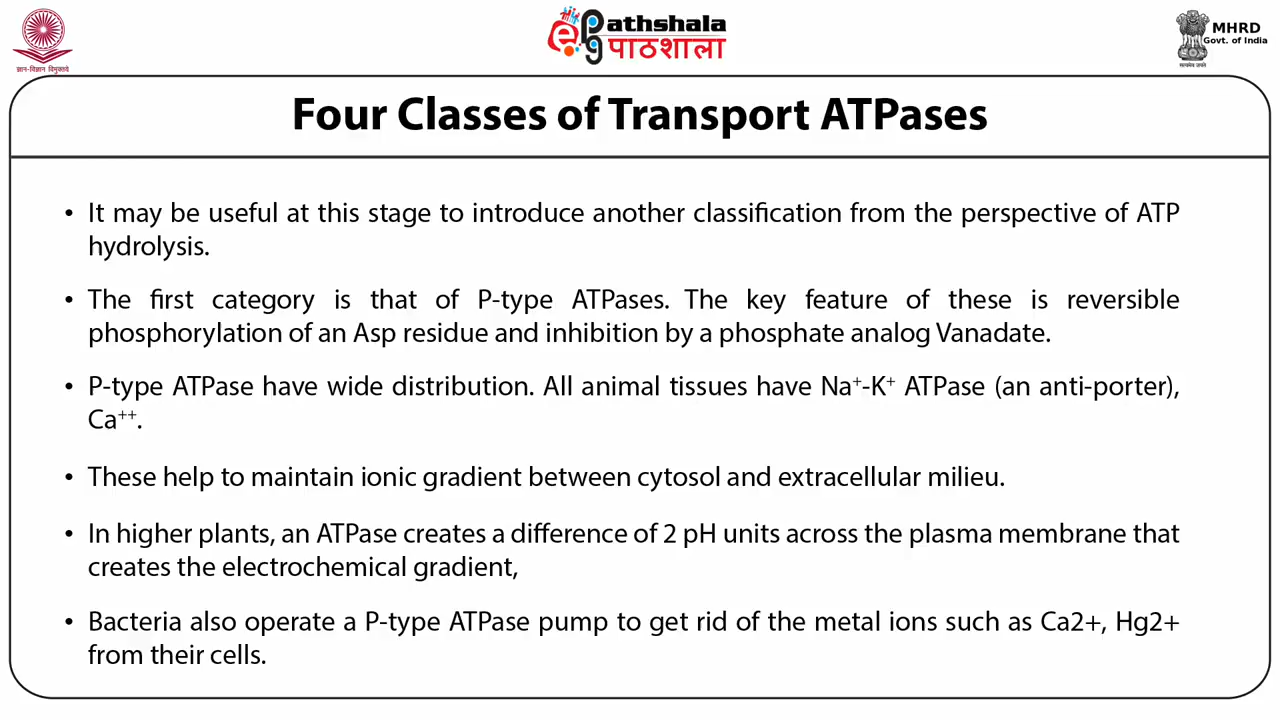 ज्ञान-विज्ञान विमुक्तये
epg Pathshala
पाठशाला
MHRD
Govt. of India
सत्यमेव जयते
Four Classes of Transport ATPases
• It may be useful at this stage to introduce another classification from the perspective of ATP
hydrolysis.
• The first category is that of P-type ATPases. The key feature of these is reversible
phosphorylation of an Asp residue and inhibition by a phosphate analog Vanadate.
• P-type ATPase have wide distribution. All animal tissues have Na⁺-K⁺ ATPase (an anti-porter),
Ca⁺⁺.
• These help to maintain ionic gradient between cytosol and extracellular milieu.
• In higher plants, an ATPase creates a difference of 2 pH units across the plasma membrane that
creates the electrochemical gradient,
• Bacteria also operate a P-type ATPase pump to get rid of the metal ions such as Ca2+, Hg2+
from their cells.